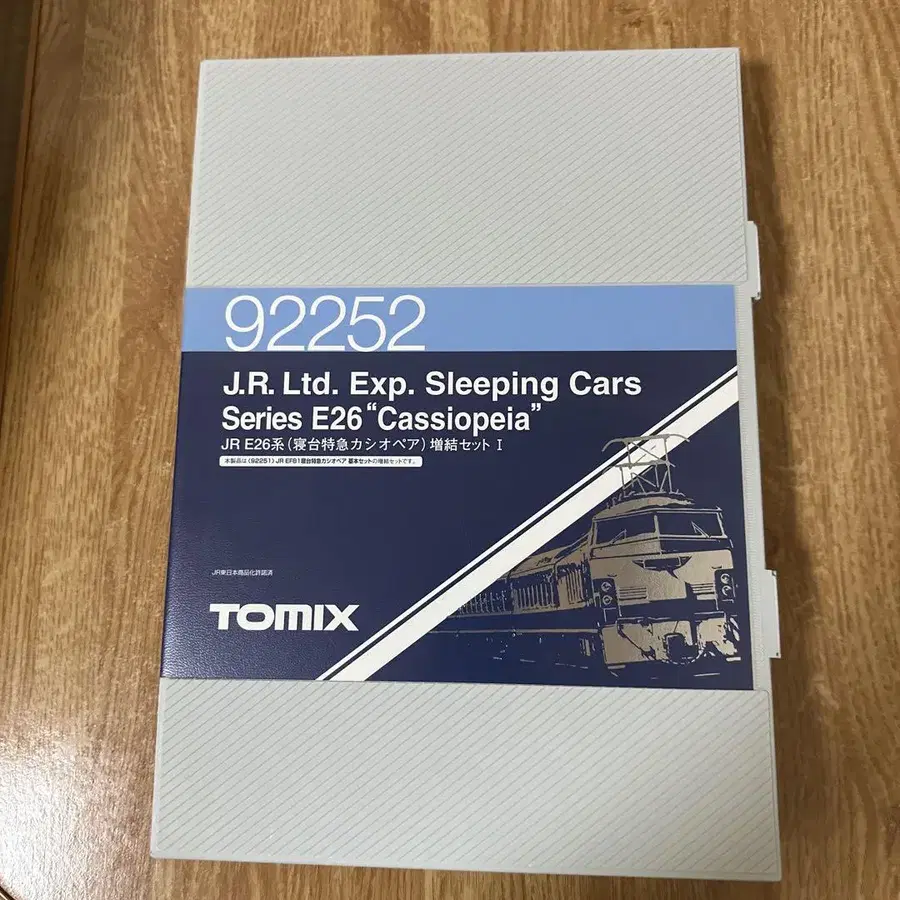 92252
J.R. Ltd. Exp. Sleeping Cars
Series E26 “Cassiopeia”
JR E26系(寝台特急カシオペア)増結セット I
本製品は〈92251〉JR EF81寝台特急カシオペア 基本セットの増結セットです。
JR東日本商品化許諾済
TOMIX